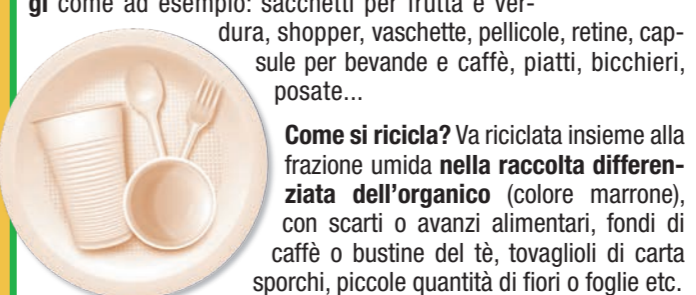 gi come ad esempio: sacchetti per frutta e ver-
dura, shopper, vaschette, pellicole, retine, cap-
sule per bevande e caffè, piatti, bicchieri,
posate...
Come si ricicla? Va riciclata insieme alla
frazione umida nella raccolta differen-
ziata dell'organico (colore marrone),
con scarti o avanzi alimentari, fondi di
caffè o bustine del tè, tovaglioli di carta
sporchi, piccole quantità di fiori o foglie etc.